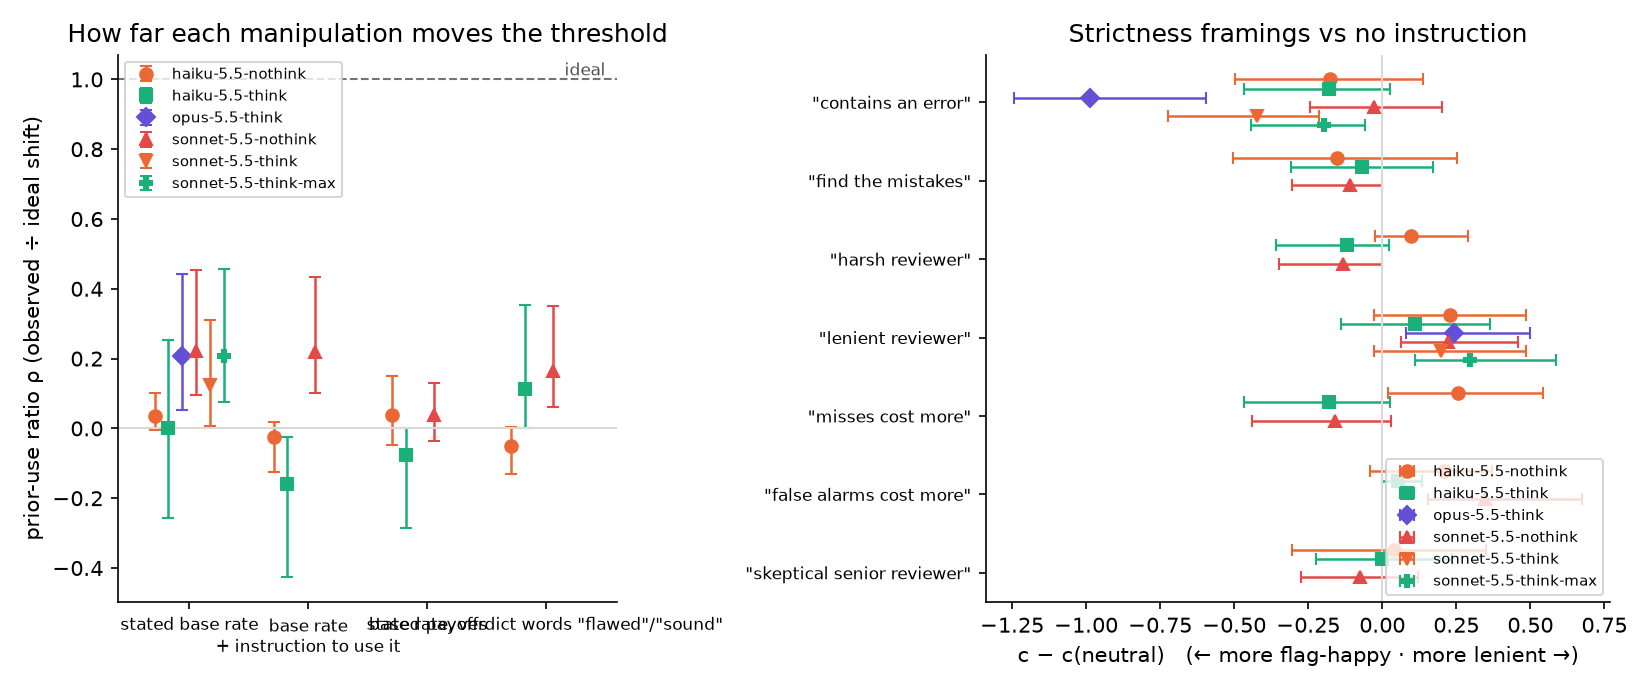 How far each manipulation moves the threshold
prior-use ratio ρ (observed ÷ ideal shift)
1.0
0.8
0.6
0.4
0.2
0.0
−0.2
−0.4
ideal
haiku-5.5-nothink
haiku-5.5-think
opus-5.5-think
sonnet-5.5-nothink
sonnet-5.5-think
sonnet-5.5-think-max
stated base rate
base rate
+ instruction to use it
verdict words "flawed"/"sound"
Strictness framings vs no instruction
"contains an error"
"find the mistakes"
"harsh reviewer"
"lenient reviewer"
"misses cost more"
"false alarms cost more"
"skeptical senior reviewer"
haiku-5.5-nothink
haiku-5.5-think
opus-5.5-think
sonnet-5.5-nothink
sonnet-5.5-think
sonnet-5.5-think-max
−1.25 −1.00 −0.75 −0.50 −0.25 0.00 0.25 0.50 0.75
c − c(neutral) (← more flag-happy · more lenient →)